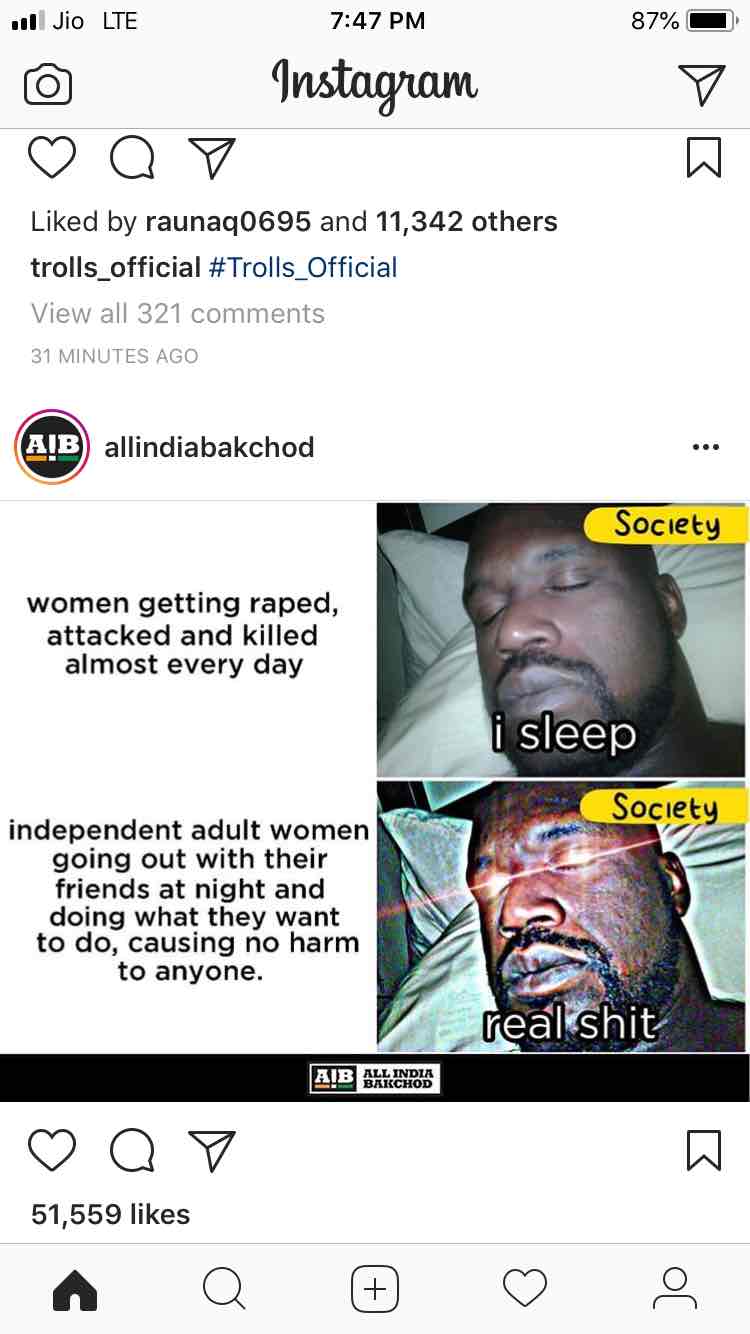 Jio LTE 7:47 PM 87%
Instagram
Liked by raunaq0695 and 11,342 others
trolls_official #Trolls_Official
View all 321 comments
31 MINUTES AGO
A!B allindiabakchod
Society
women getting raped,
attacked and killed
almost every day
i sleep
Society
independent adult women
going out with their
friends at night and
doing what they want
to do, causing no harm
to anyone.
real shit
A!B ALL INDIA
BAKCHOD
51,559 likes